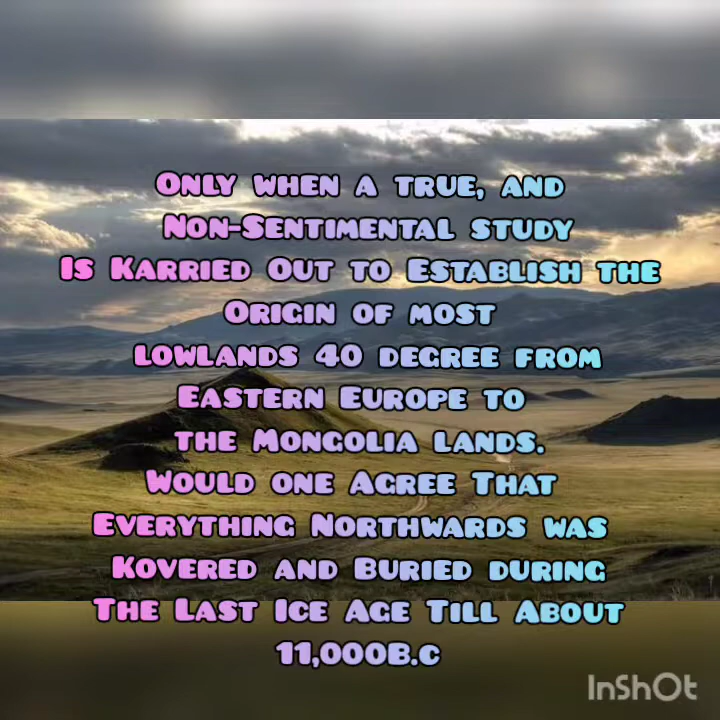 Only when a true, and
Non-Sentimental study
Is Karried Out to Establish the
Origin of most
lowlands 40 degree from
Eastern Europe to
the Mongolia lands.
Would one Agree That
Everything Northwards was
Kovered and Buried during
The Last Ice Age Till About
11,000B.c
InShOt